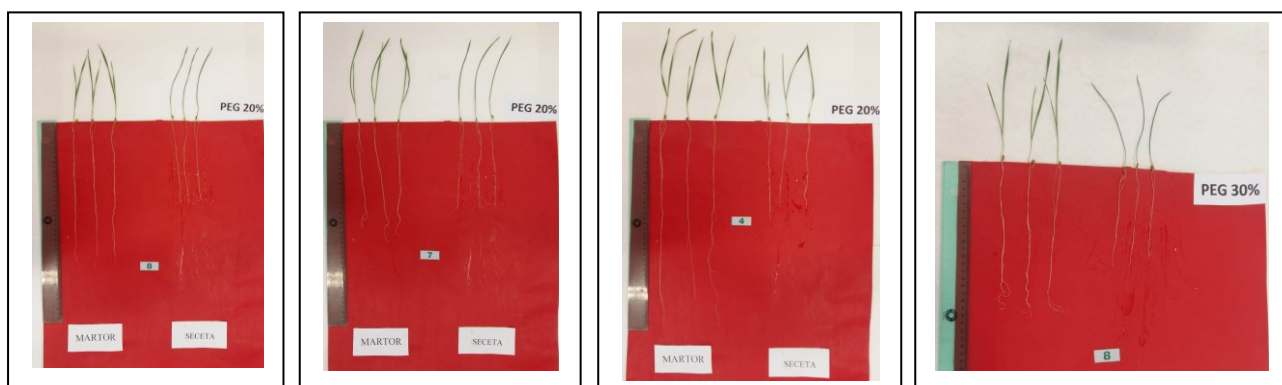 PEG 20%
8
MARTOR
SECETA
PEG 20%
7
MARTOR
SECETA
PEG 20%
4
MARTOR
SECETA
PEG 30%
8